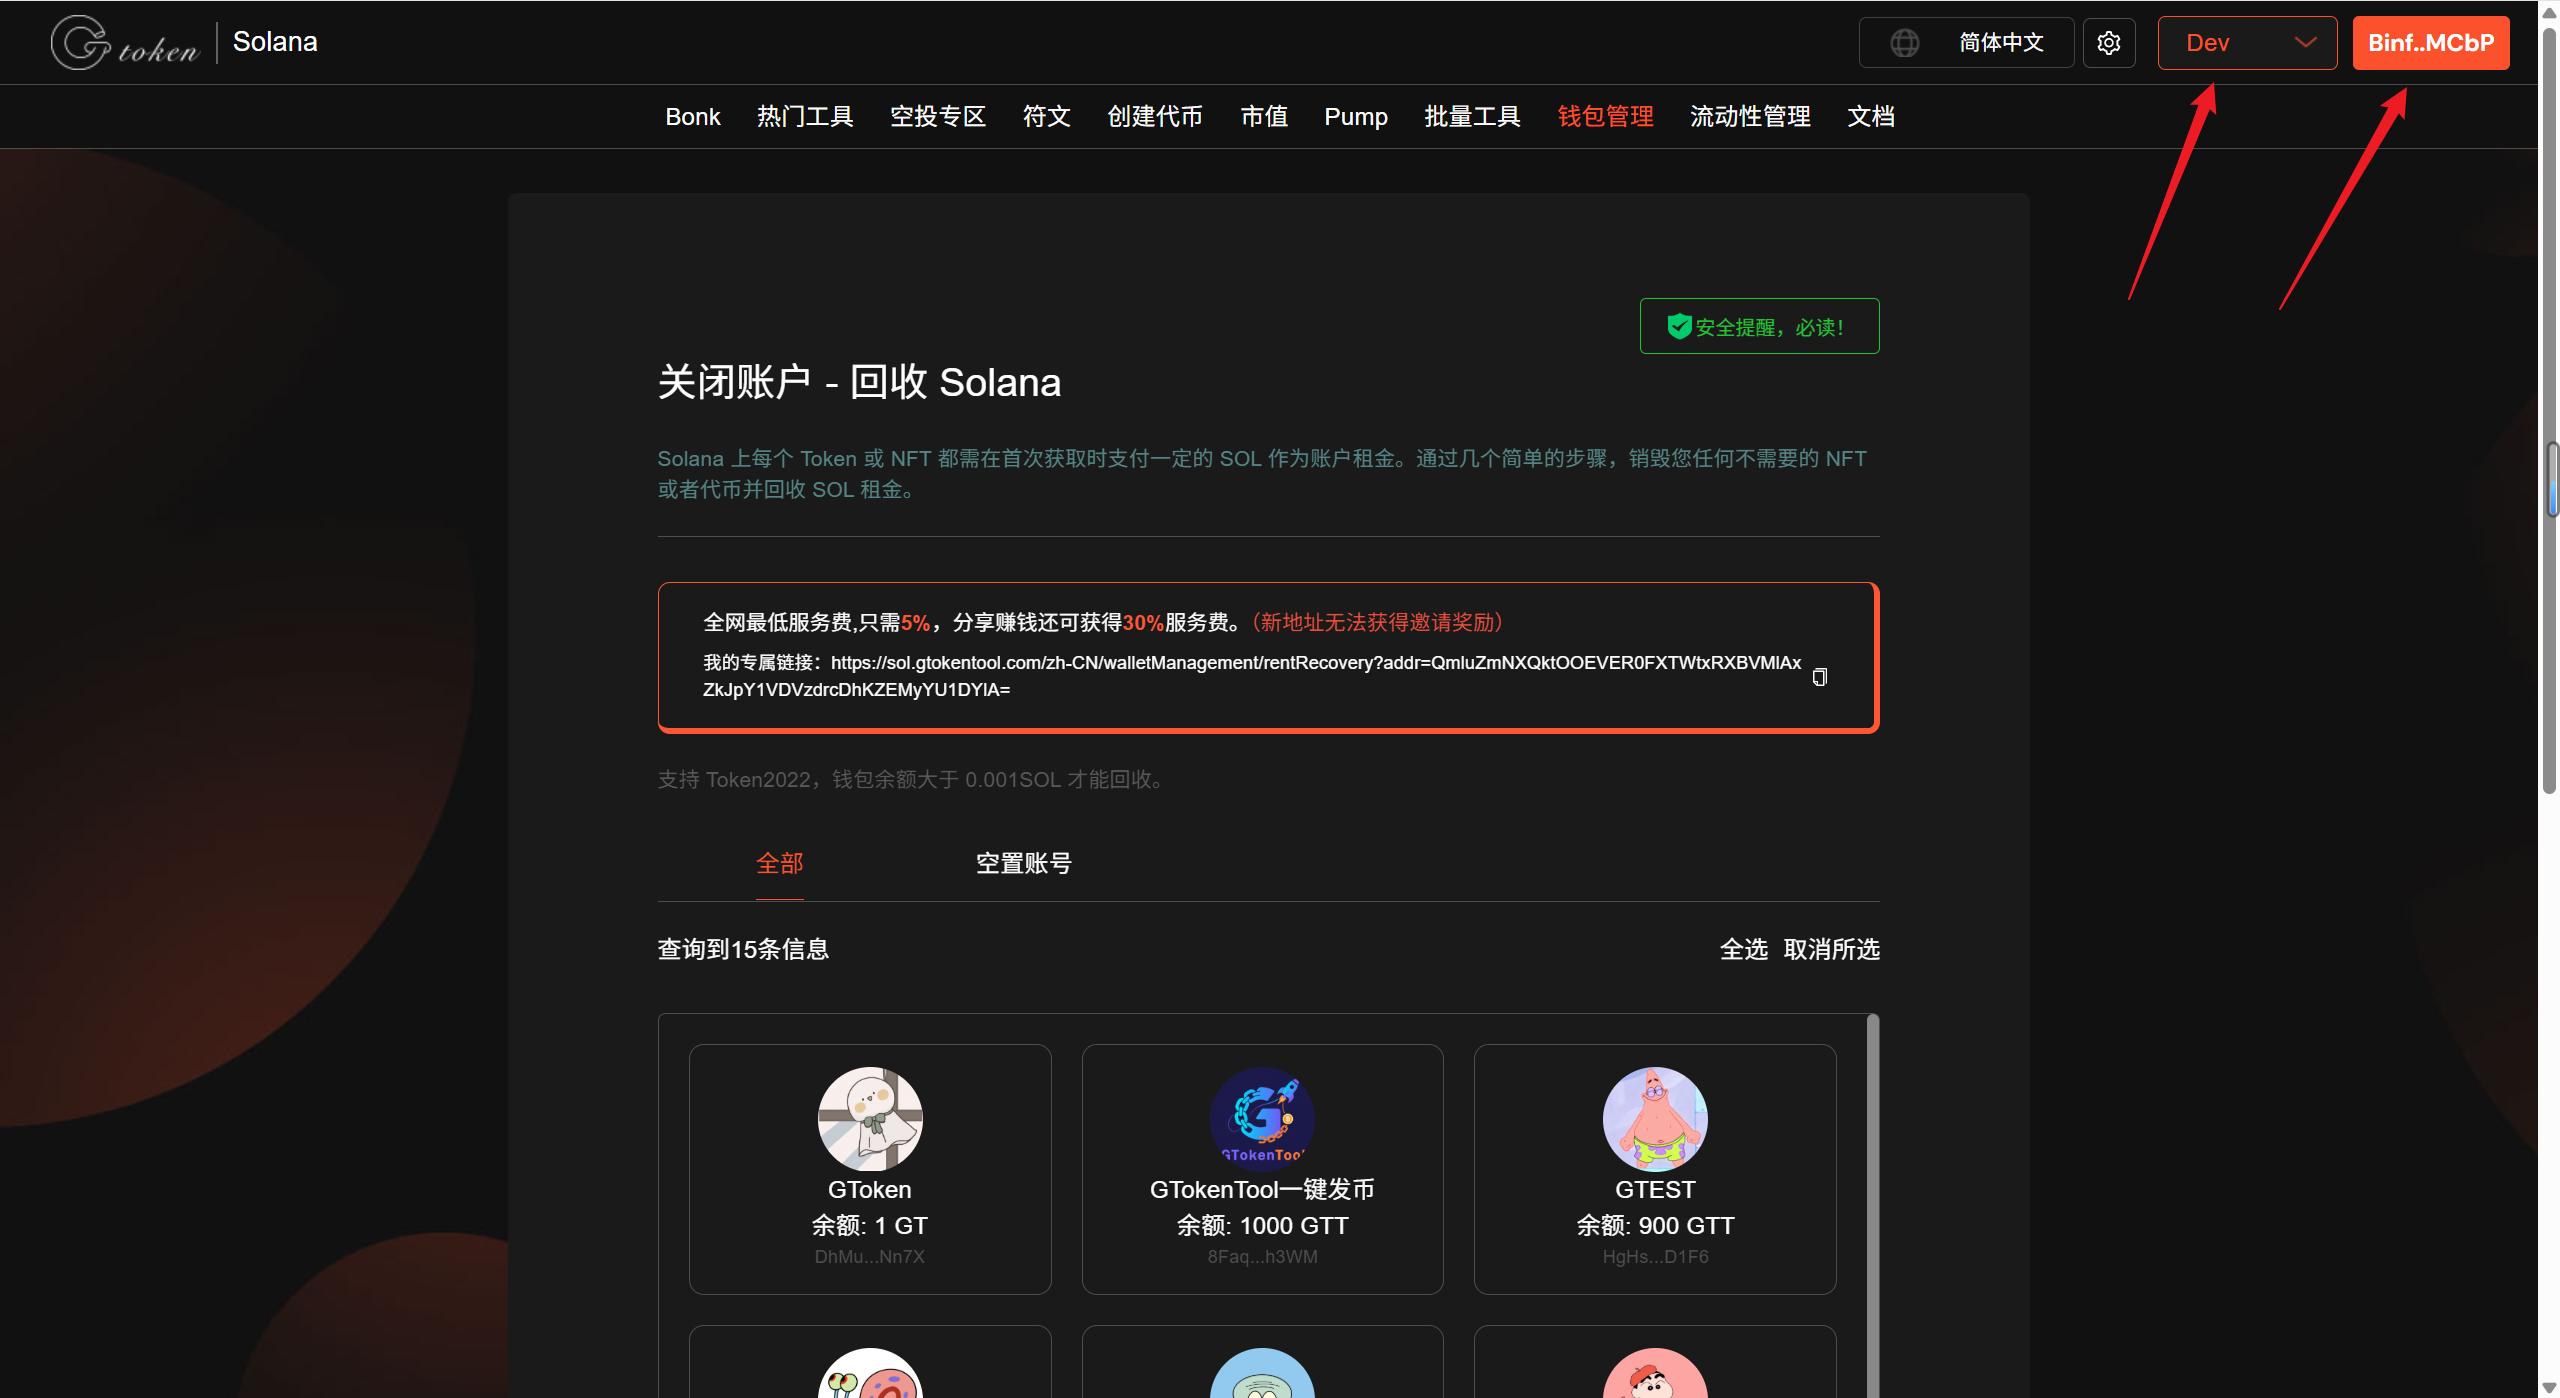 G token
Solana
简体中文
Dev
Binf..MCbP
Bonk 热门工具 空投专区 符文 创建代币 市值 Pump 批量工具 钱包管理 流动性管理 文档
安全提醒，必读！
关闭账户 - 回收 Solana
Solana 上每个 Token 或 NFT 都需在首次获取时支付一定的 SOL 作为账户租金。通过几个简单的步骤，销毁您任何不需要的 NFT
或者代币并回收 SOL 租金。
全网最低服务费,只需5%，分享赚钱还可获得30%服务费。（新地址无法获得邀请奖励）
我的专属链接：https://sol.gtokentool.com/zh-CN/walletManagement/rentRecovery?addr=QmluZmNXQktOOEVER0FXTWtxRXBVMlAx
ZkJpY1VDVzdrcDhKZEMyYU1DYlA=
支持 Token2022，钱包余额大于 0.001SOL 才能回收。
全部 空置账号
查询到15条信息
全选 取消所选
GToken
余额: 1 GT
DhMu...Nn7X
GTokenTool
GTokenTool一键发币
余额: 1000 GTT
8Faq...h3WM
GTEST
余额: 900 GTT
HgHs...D1F6